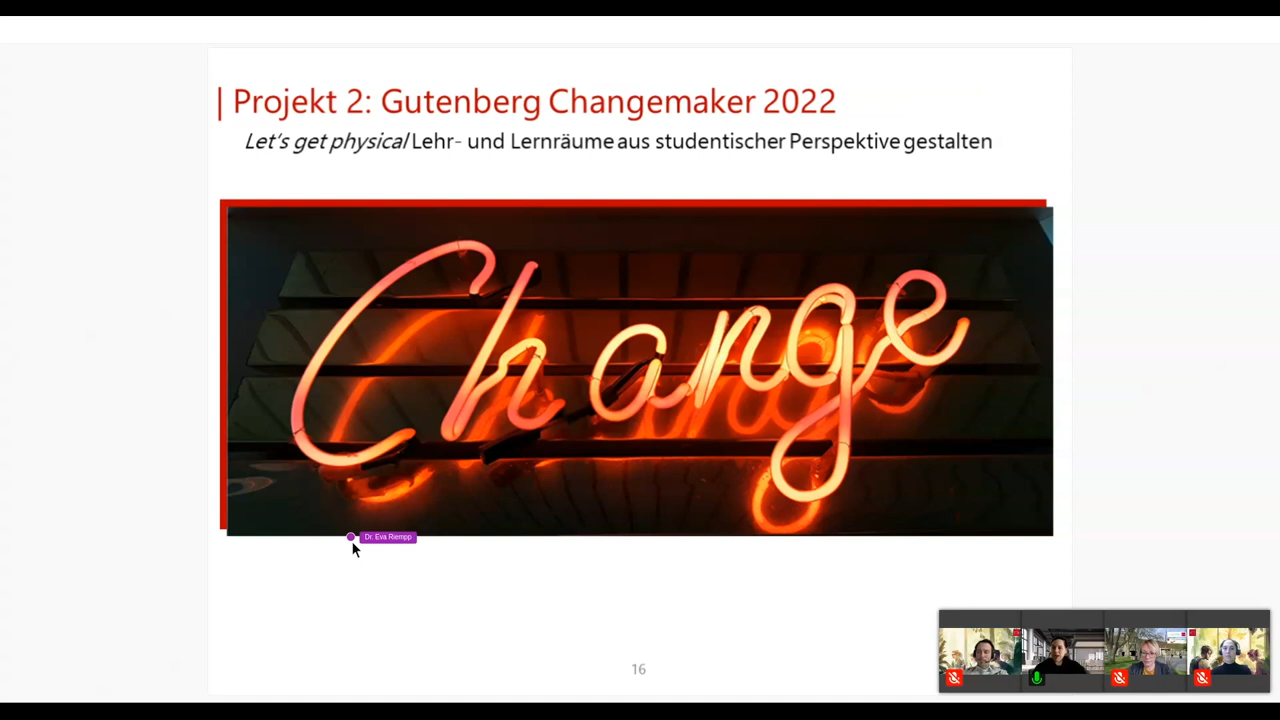 | Projekt 2: Gutenberg Changemaker 2022
Let's get physical Lehr- und Lernräume aus studentischer Perspektive gestalten
Change
Dr. Eva Riempp
16